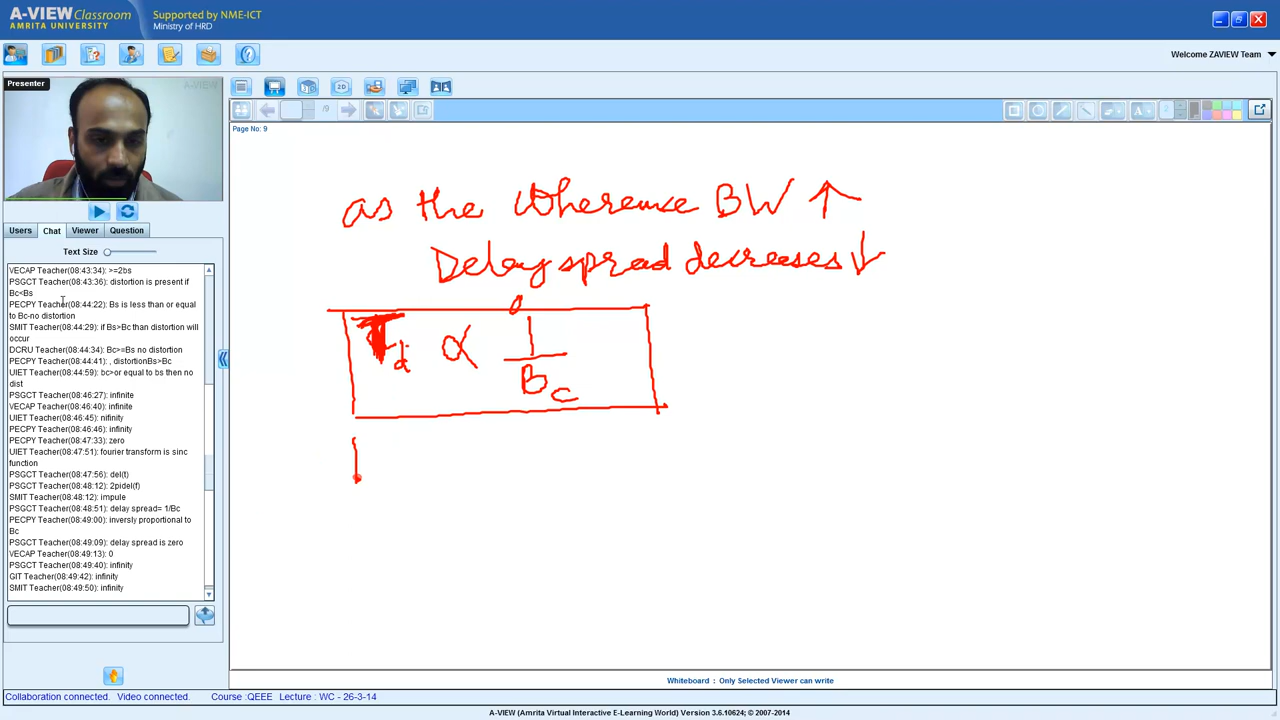 A-VIEW Classroom
AMRITA UNIVERSITY
Supported by NME-ICT
Ministry of HRD
Welcome ZAVIEW Team
Presenter
A-VIEW
2D
/9
A
2
Page No: 9
Users Chat Viewer Question
Text Size
VECAP Teacher(08:43:34): >=2bs
PSGCT Teacher(08:43:36): distortion is present if
Bc<Bs
PECPY Teacher(08:44:22): Bs is less than or equal
to Bc-no distortion
SMIT Teacher(08:44:29): if Bs>Bc than distortion will
occur
DCRU Teacher(08:44:34): Bc>=Bs no distortion
PECPY Teacher(08:44:41): , distortionBs>Bc
UIET Teacher(08:44:59): bc>or equal to bs then no
dist
PSGCT Teacher(08:46:27): infinite
VECAP Teacher(08:46:40): infinite
UIET Teacher(08:46:45): nifinity
PECPY Teacher(08:46:46): infinity
PECPY Teacher(08:47:33): zero
UIET Teacher(08:47:51): fourier transform is sinc
function
PSGCT Teacher(08:47:56): del(t)
PSGCT Teacher(08:48:12): 2pidel(f)
SMIT Teacher(08:48:12): impule
PSGCT Teacher(08:48:51): delay spread= 1/Bc
PECPY Teacher(08:49:00): inversly proportional to
Bc
PSGCT Teacher(08:49:09): delay spread is zero
VECAP Teacher(08:49:13): 0
PSGCT Teacher(08:49:40): infinity
GIT Teacher(08:49:42): infinity
SMIT Teacher(08:49:50): infinity
as the Coherence BW ↑
Delay spread decreases ↓
T_d ∝ 1/B_c
Whiteboard : Only Selected Viewer can write
Collaboration connected. Video connected. Course :QEEE Lecture : WC - 26-3-14
A-VIEW (Amrita Virtual Interactive E-Learning World) Version 3.6.10624; © 2007-2014